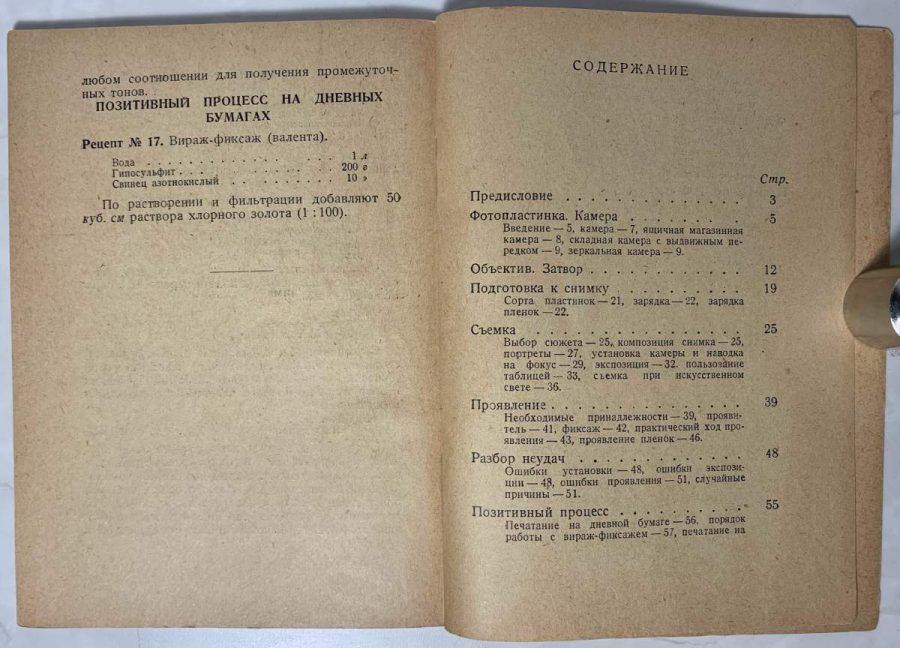 любом соотношении для получения промежуточ-
ных тонов.
ПОЗИТИВНЫЙ ПРОЦЕСС НА ДНЕВНЫХ
БУМАГАХ
Рецепт № 17. Вираж-фиксаж (валента).
Вода . . . . . . . . . . . . 1 л
Гипосульфит . . . . . . . . . . 200 г
Свинец азотнокислый . . . . . . . 10 »
По растворении и фильтрации добавляют 50
куб. см раствора хлорного золота (1 : 100).
СОДЕРЖАНИЕ
Стр.
Предисловие . . . . . . . . . . . 3
Фотопластинка. Камера . . . . . . . 5
Введение — 5, камера — 7, ящичная магазинная
камера — 8, складная камера с выдвижным пе-
редком — 9, зеркальная камера — 9.
Объектив. Затвор . . . . . . . . . . 12
Подготовка к снимку . . . . . . . . 19
Сорта пластинок — 21, зарядка — 22, зарядка
пленок — 22.
Съемка . . . . . . . . . . . . . 25
Выбор сюжета — 25, композиция снимка — 25,
портреты — 27, установка камеры и наводка
на фокус — 29, экспозиция — 32. пользование
таблицей — 33, съемка при искусственном
свете — 36.
Проявление . . . . . . . . . . . . 39
Необходимые принадлежности — 39, прояви-
тель — 41, фиксаж — 42, практический ход про-
явления — 43, проявление пленок — 46.
Разбор неудач . . . . . . . . . . . 48
Ошибки установки — 48, ошибки экспози-
ции — 48, ошибки проявления — 51, случайные
причины — 51.
Позитивный процесс . . . . . . . . 55
Печатание на дневной бумаге — 56, порядок
работы с вираж-фиксажем — 57, печатание на